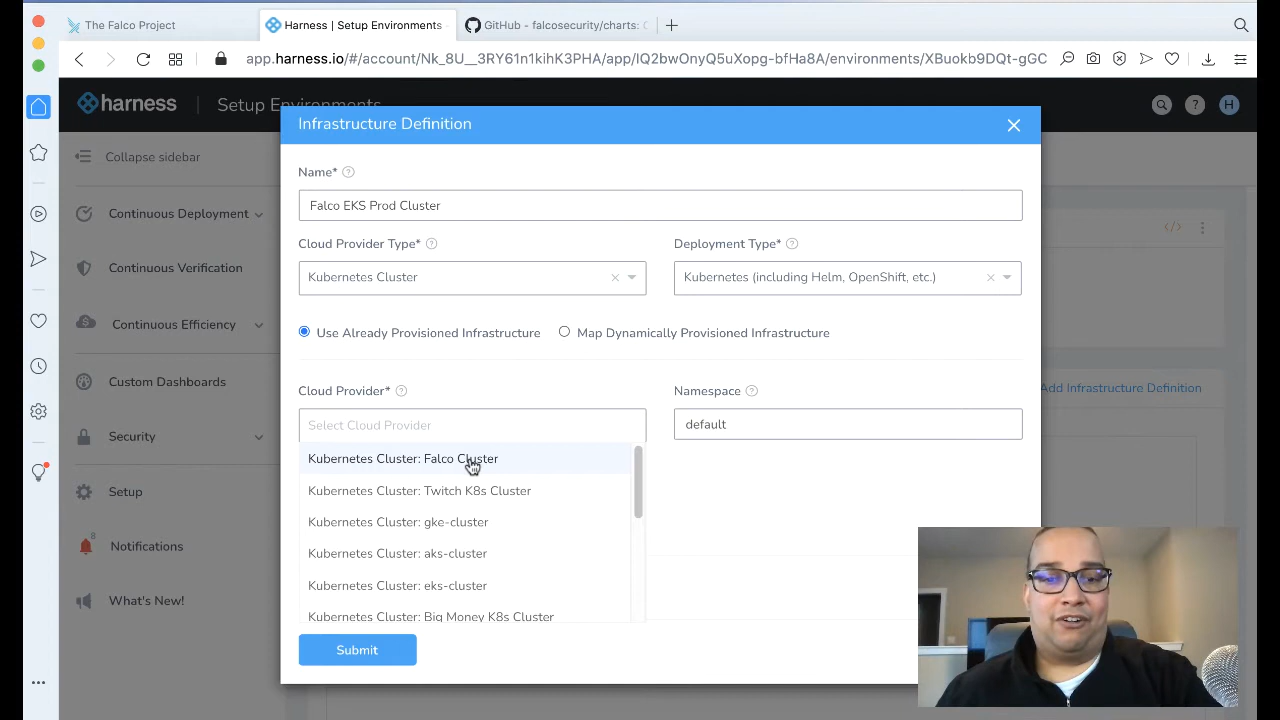 The Falco Project
Harness | Setup Environments
GitHub - falcosecurity/charts: C
app.harness.io/#/account/Nk_8U__3RY61n1kihK3PHA/app/IQ2bwOnyQ5uXopg-bfHa8A/environments/XBuokb9DQt-gGC
harness
Setup Environments
?
H
Collapse sidebar
Continuous Deployment
Continuous Verification
Continuous Efficiency
Custom Dashboards
Security
Setup
8
Notifications
What's New!
</>
Add Infrastructure Definition
Infrastructure Definition
Name* ?
Falco EKS Prod Cluster
Cloud Provider Type* ?
Deployment Type* ?
Kubernetes Cluster
Kubernetes (including Helm, OpenShift, etc.)
Use Already Provisioned Infrastructure
Map Dynamically Provisioned Infrastructure
Cloud Provider* ?
Namespace ?
Select Cloud Provider
default
Kubernetes Cluster: Falco Cluster
Kubernetes Cluster: Twitch K8s Cluster
Kubernetes Cluster: gke-cluster
Kubernetes Cluster: aks-cluster
Kubernetes Cluster: eks-cluster
Kubernetes Cluster: Big Money K8s Cluster
Submit